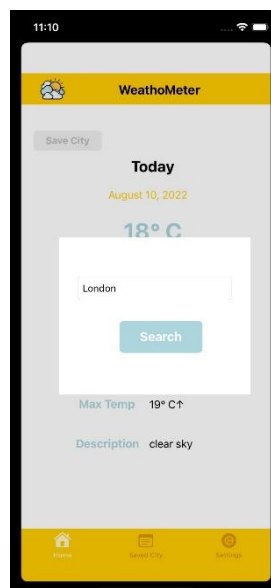 11:10
WeathoMeter
Save City
Today
August 10, 2022
18° C
London
Search
Max Temp 19° C↑
Description clear sky
Home Saved City Settings